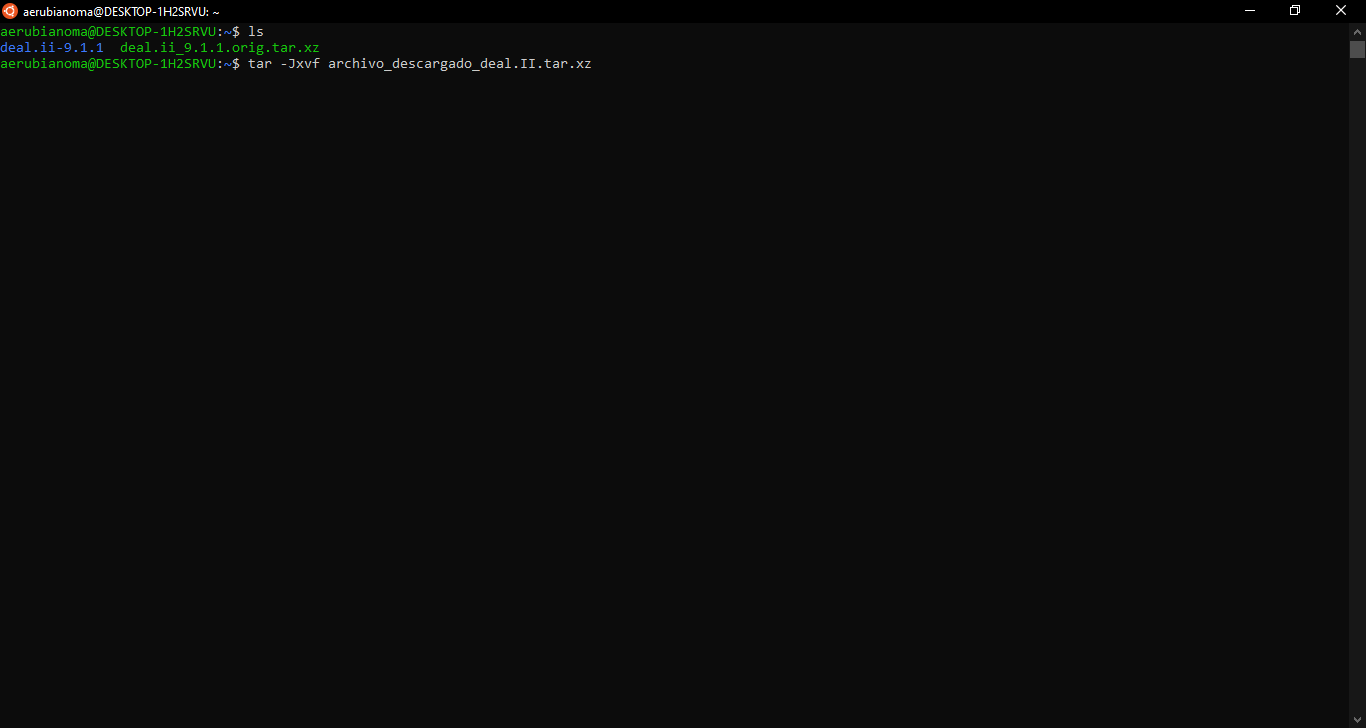 aerubianoma@DESKTOP-1H2SRVU: ~
aerubianoma@DESKTOP-1H2SRVU:~$ ls
deal.ii-9.1.1  deal.ii_9.1.1.orig.tar.xz
aerubianoma@DESKTOP-1H2SRVU:~$ tar -Jxvf archivo_descargado_deal.II.tar.xz